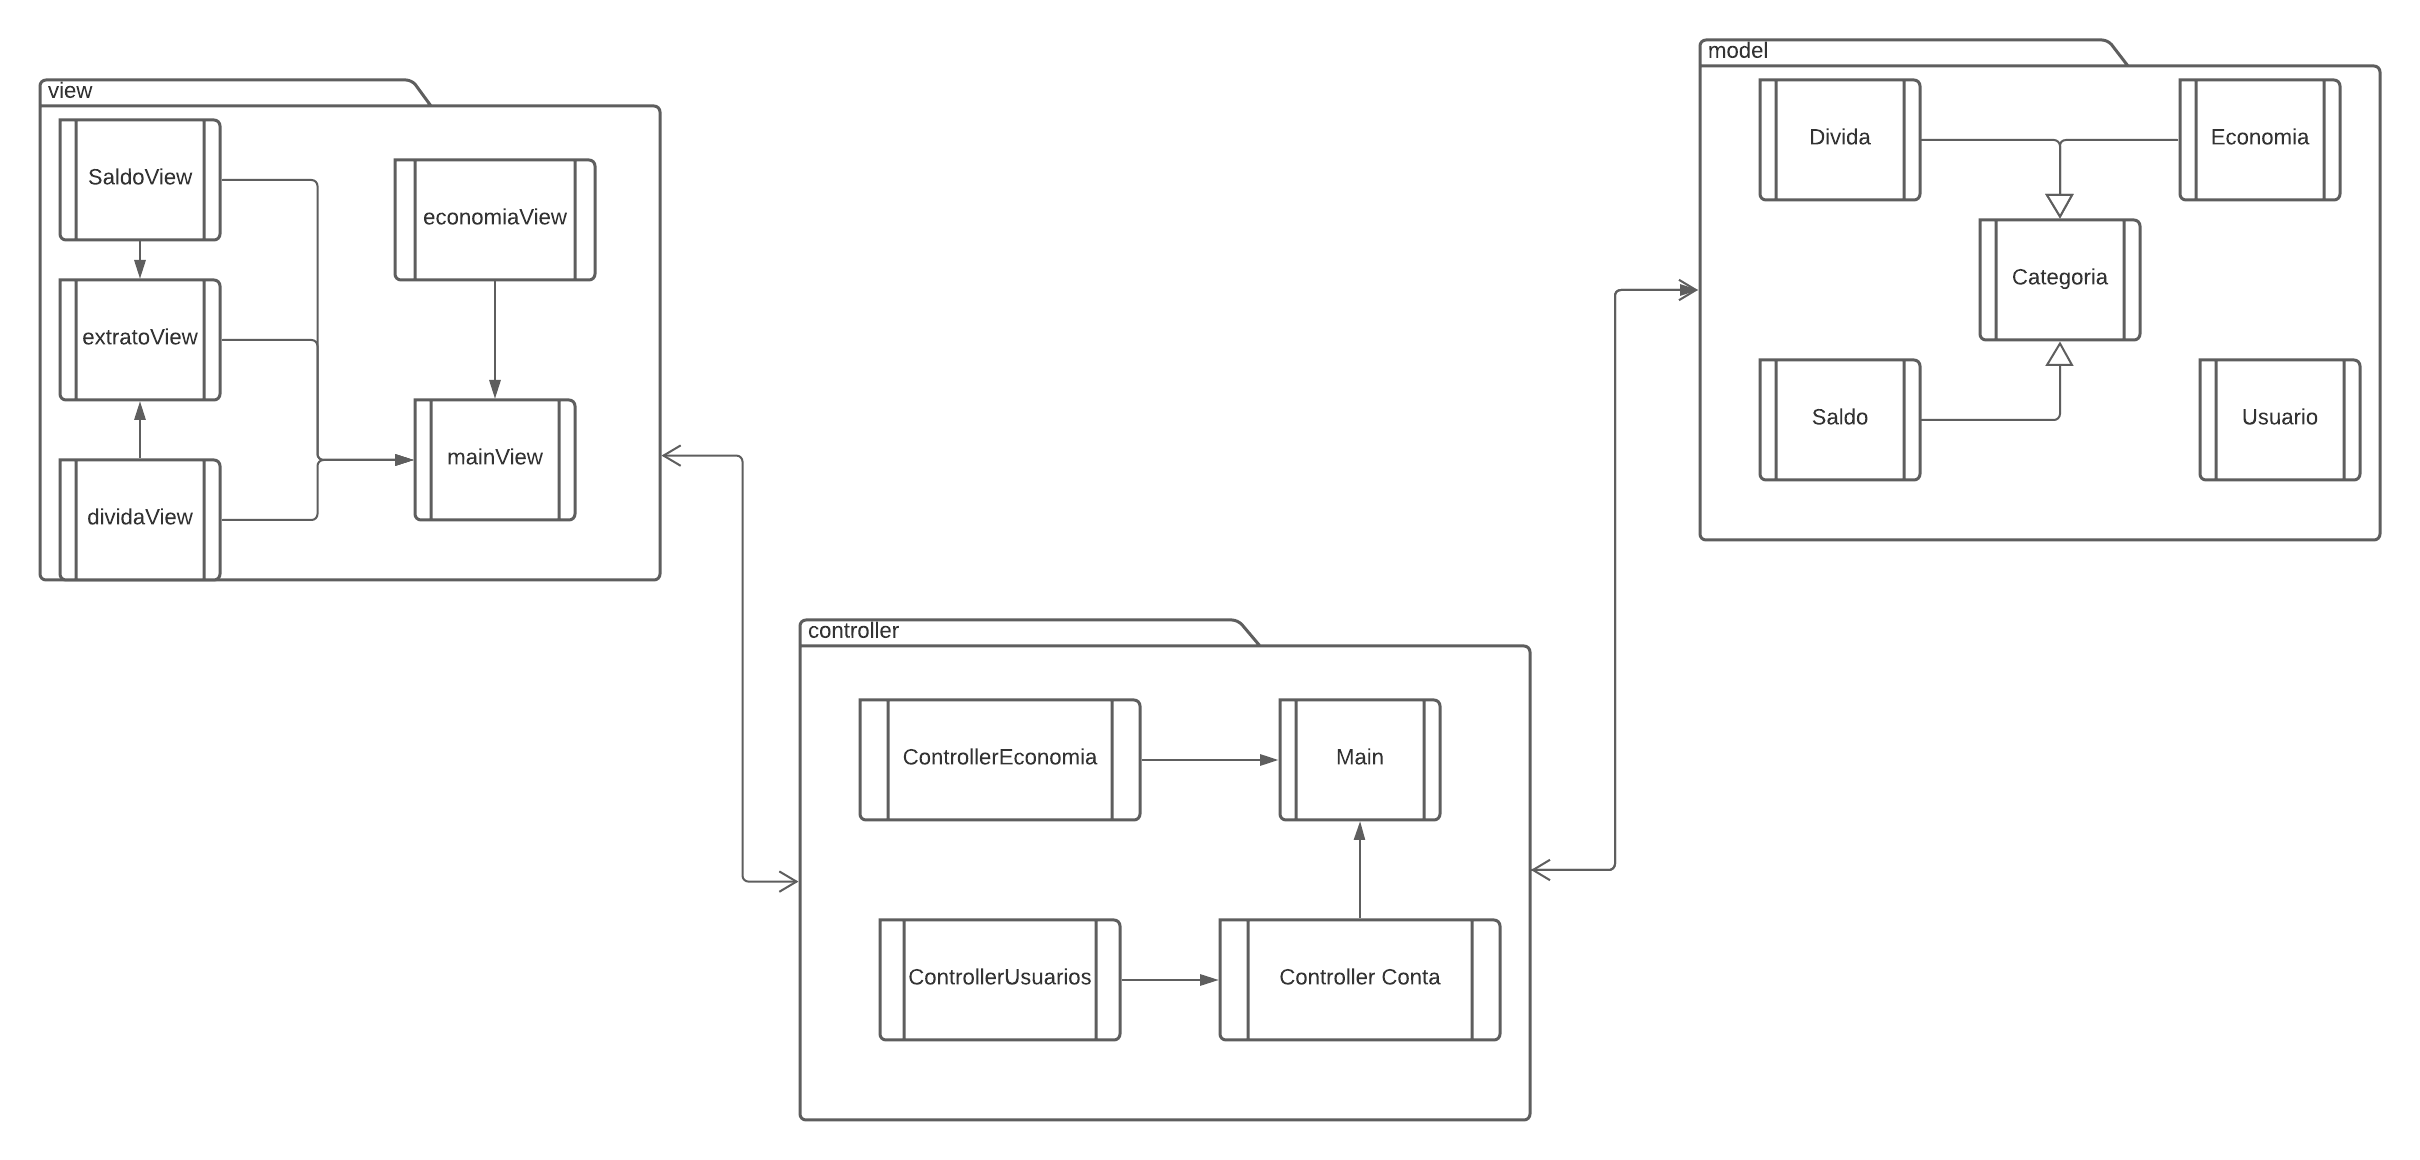 view
SaldoView
economiaView
extratoView
mainView
dividaView
model
Divida
Economia
Categoria
Saldo
Usuario
controller
ControllerEconomia
Main
ControllerUsuarios
Controller Conta